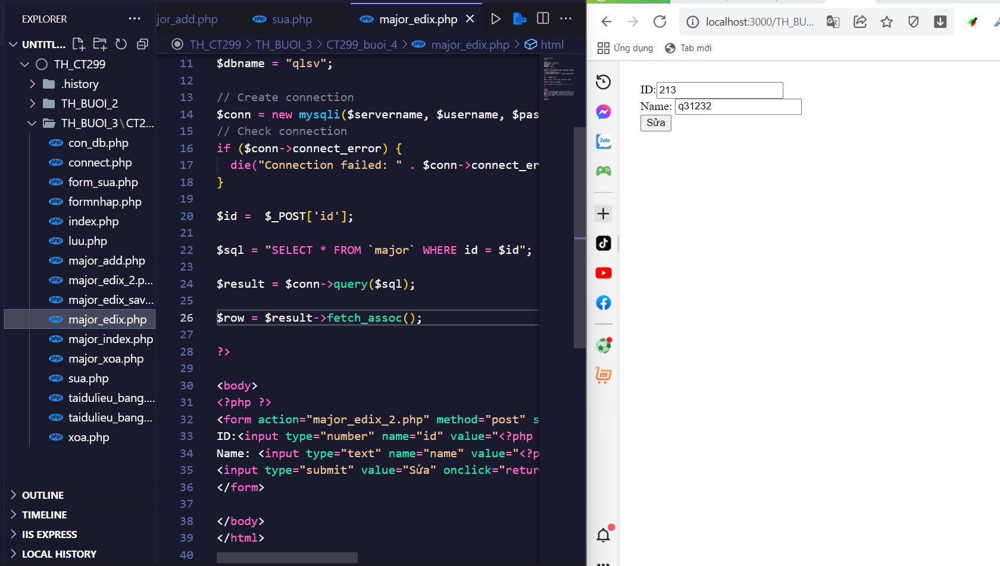 EXPLORER
UNTITL...
TH_CT299
.history
TH_BUOI_2
TH_BUOI_3\CT2...
con_db.php
connect.php
form_sua.php
formnhap.php
index.php
luu.php
major_add.php
major_edix_2.p...
major_edix_sav...
major_edix.php
major_index.php
major_xoa.php
sua.php
taidulieu_bang....
taidulieu_bang...
xoa.php
OUTLINE
TIMELINE
IIS EXPRESS
LOCAL HISTORY
jor_add.php
php sua.php
php major_edix.php
TH_CT299 > TH_BUOI_3 > CT299_buoi_4 > php major_edix.php > html
11 $dbname = "qlsv";
12
13 // Create connection
14 $conn = new mysqli($servername, $username, $pas
15 // Check connection
16 if ($conn->connect_error) {
17 die("Connection failed: " . $conn->connect_er
18 }
19
20 $id =  $_POST['id'];
21
22 $sql = "SELECT * FROM `major` WHERE id = $id";
23
24 $result = $conn->query($sql);
25
26 $row = $result->fetch_assoc();
27
28 ?>
29
30 <body>
31 <?php ?>
32 <form action="major_edix_2.php" method="post" s
33 ID:<input type="number" name="id" value="<?php
34 Name: <input type="text" name="name" value="<?p
35 <input type="submit" value="Sửa" onclick="retur
36 </form>
37
38 </body>
39 </html>
40
localhost:3000/TH_BU...
Ứng dụng
Tab mới
Zalo
ID: 213
Name: q31232
Sửa